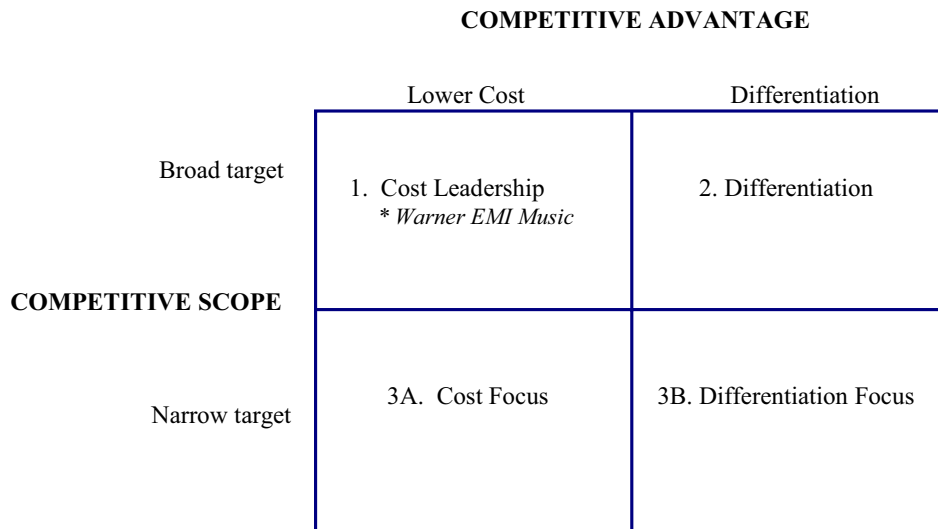 COMPETITIVE ADVANTAGE
Lower Cost
Differentiation
Broad target
1. Cost Leadership
* Warner EMI Music
2. Differentiation
COMPETITIVE SCOPE
Narrow target
3A. Cost Focus
3B. Differentiation Focus